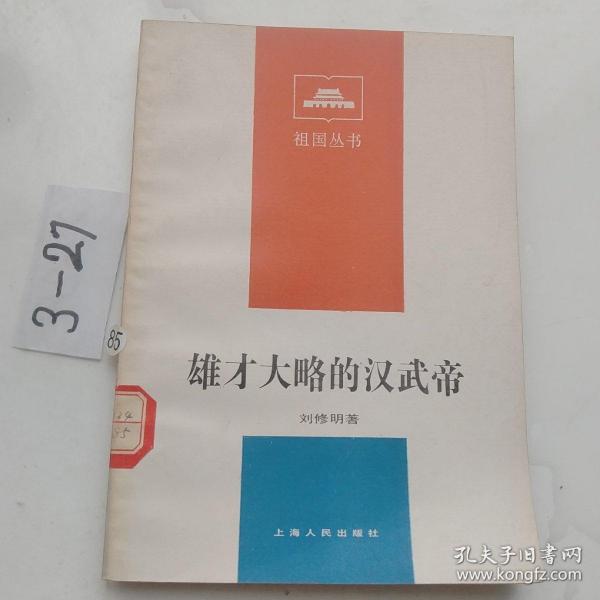 祖国丛书
3-27
85
雄才大略的汉武帝
刘修明著
上海人民出版社
孔夫子旧书网
www.kongfz.com